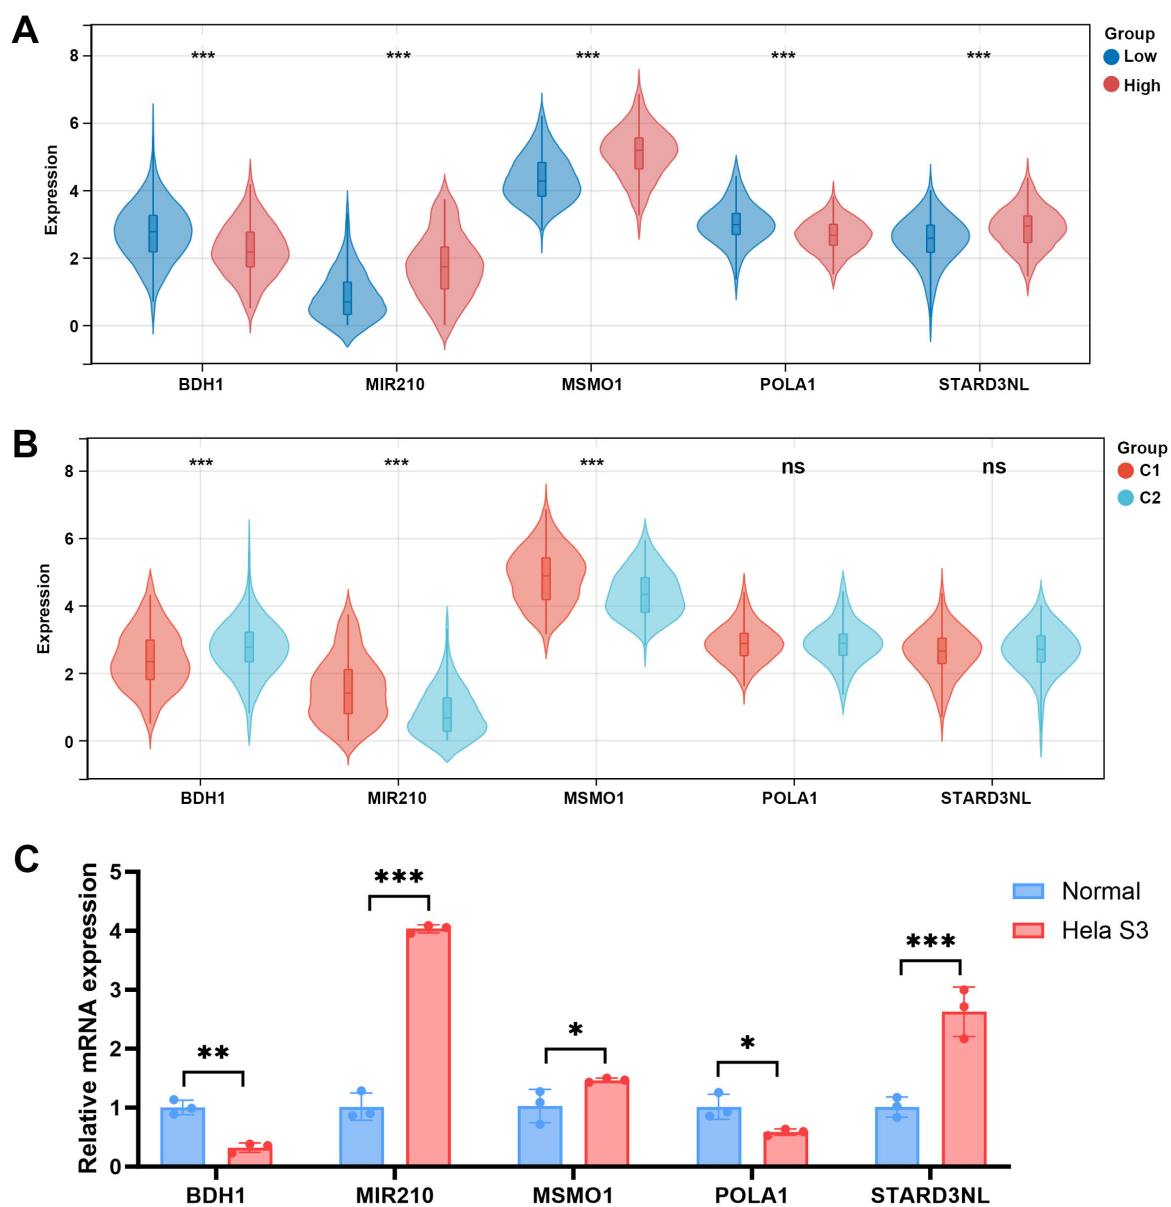 A
Group
Low
High
Expression
8
6
4
2
0
*** *** *** *** ***
BDH1 MIR210 MSMO1 POLA1 STARD3NL
B
Group
C1
C2
Expression
8
6
4
2
0
*** *** *** ns ns
BDH1 MIR210 MSMO1 POLA1 STARD3NL
C
Relative mRNA expression
5
4
3
2
1
0
** *** * * ***
Normal
Hela S3
BDH1 MIR210 MSMO1 POLA1 STARD3NL